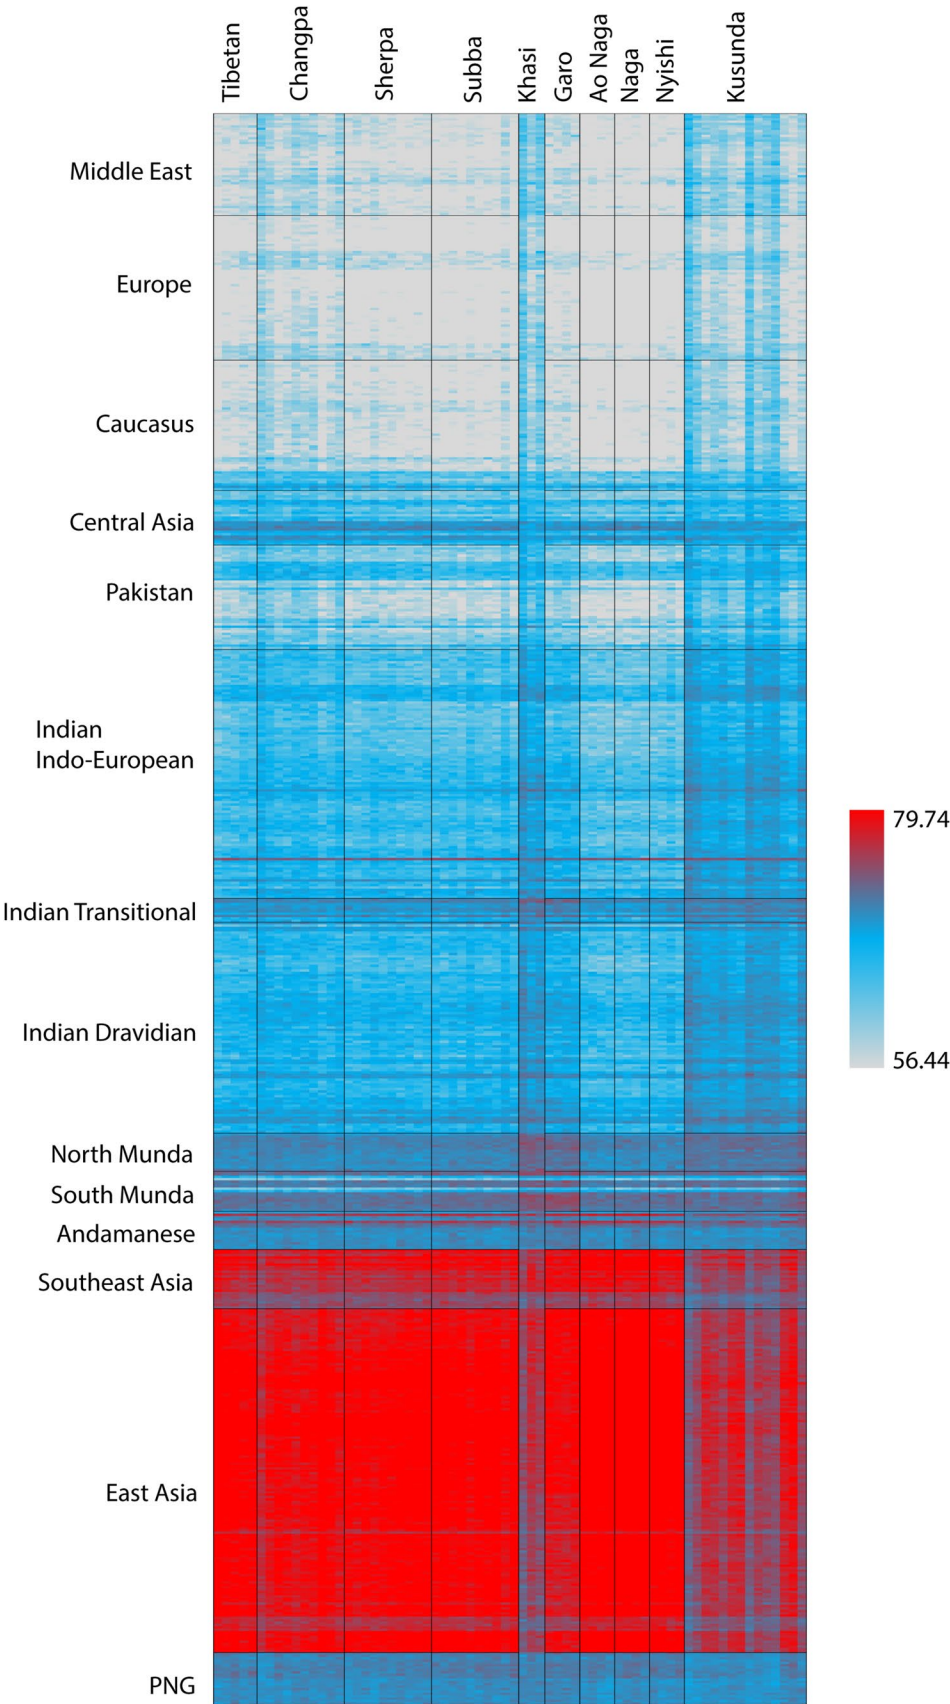 Tibetan
Changpa
Sherpa
Subba
Khasi
Garo
Ao Naga
Naga
Nyishi
Kusunda
Middle East
Europe
Caucasus
Central Asia
Pakistan
Indian
Indo-European
Indian Transitional
Indian Dravidian
North Munda
South Munda
Andamanese
Southeast Asia
East Asia
PNG
79.74
56.44